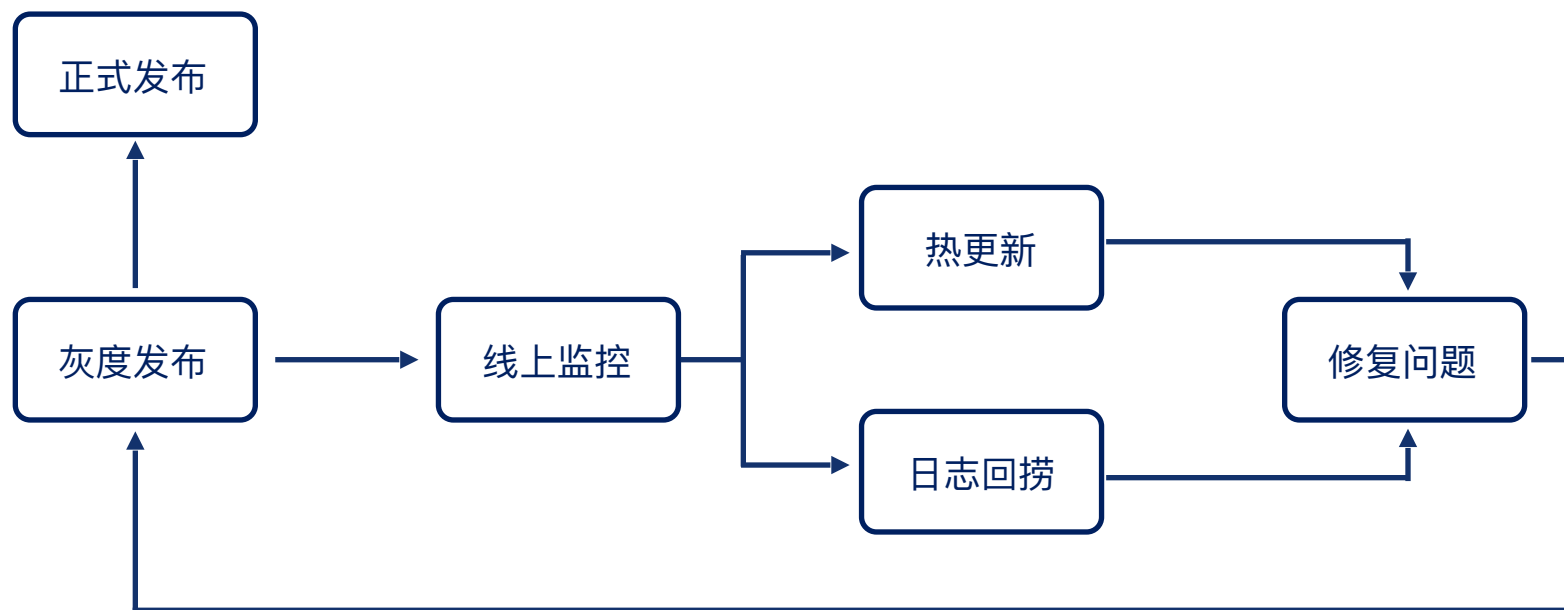 正式发布
热更新
灰度发布
线上监控
修复问题
日志回捞